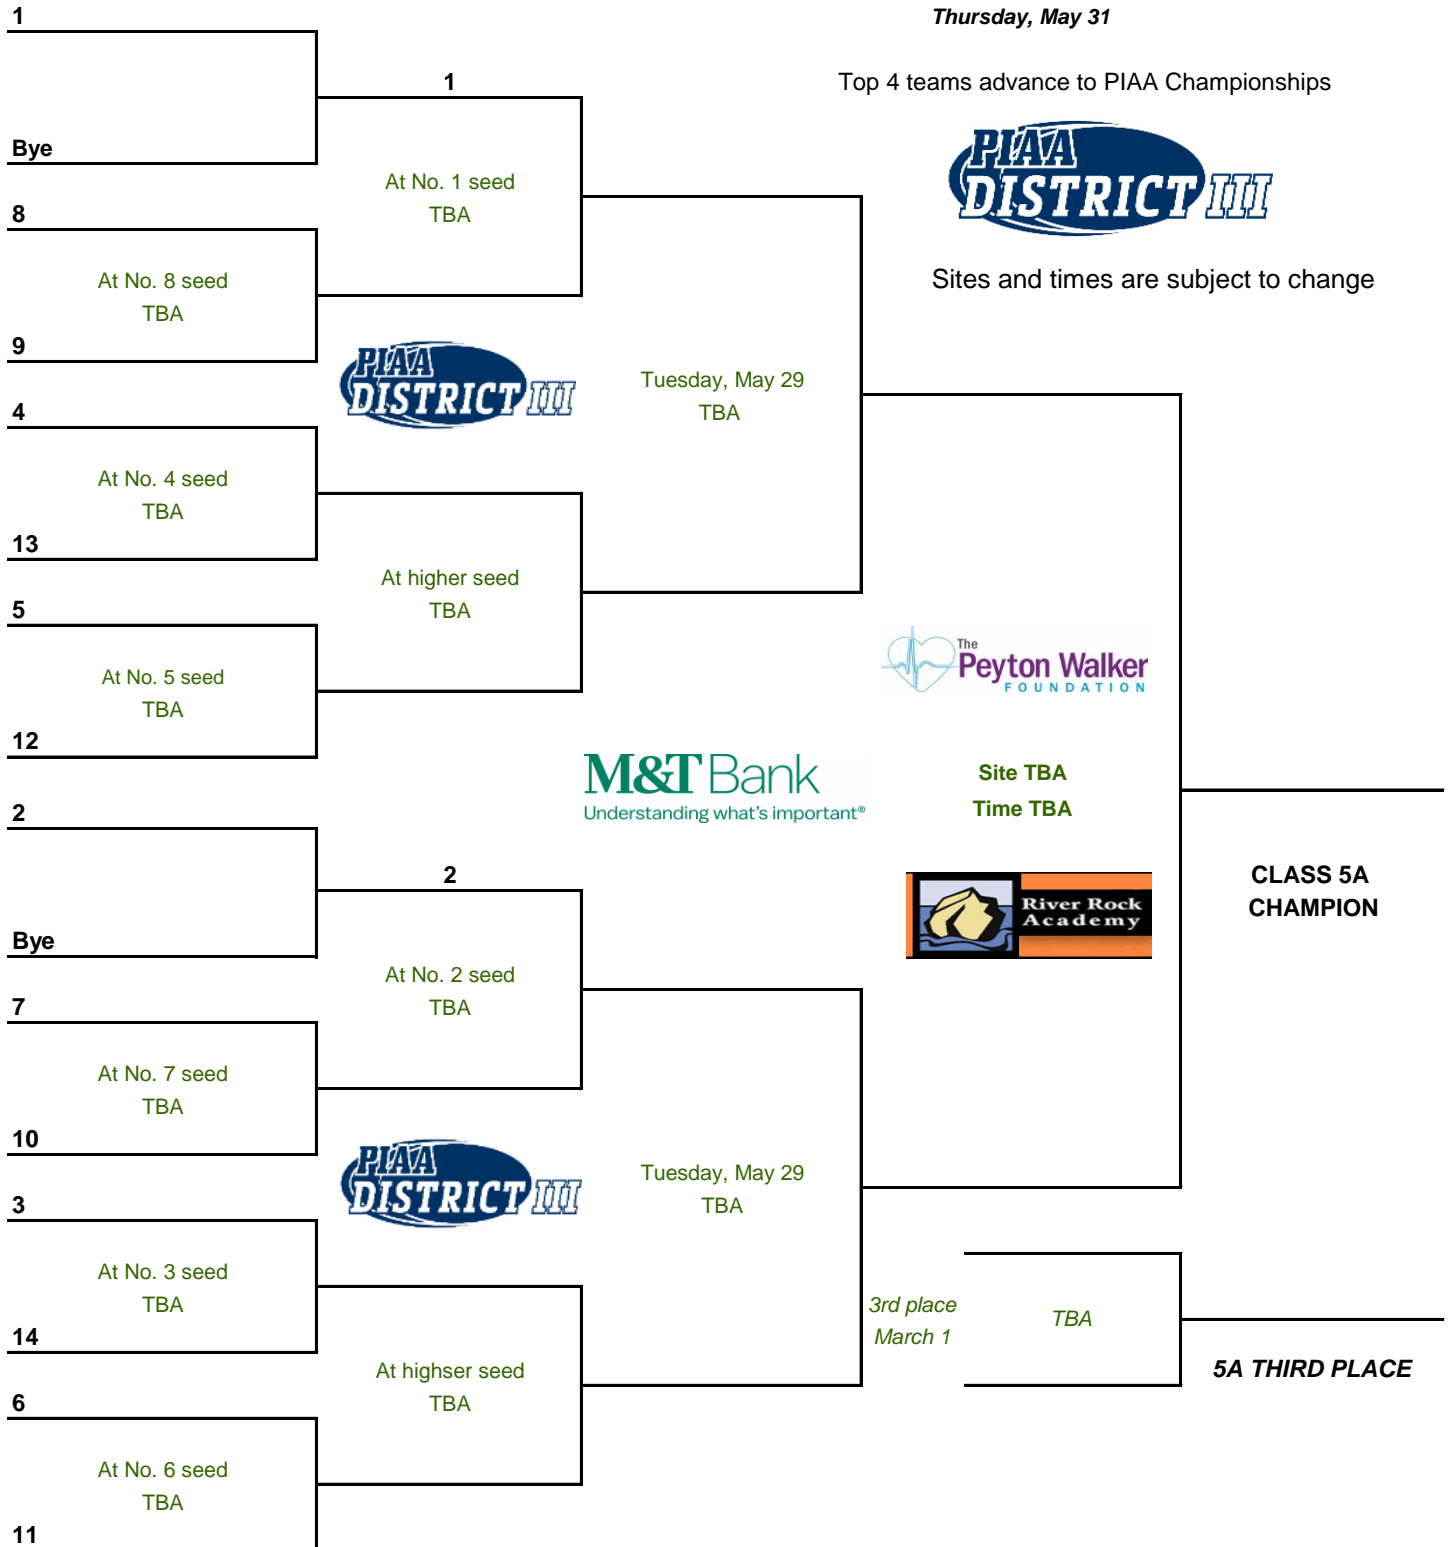 1
Thursday, May 31
1
Top 4 teams advance to PIAA Championships
Bye
PIAA
DISTRICT III
At No. 1 seed
TBA
8
At No. 8 seed
TBA
Sites and times are subject to change
9
PIAA
DISTRICT III
Tuesday, May 29
TBA
4
At No. 4 seed
TBA
13
At higher seed
TBA
5
The
Peyton Walker
FOUNDATION
At No. 5 seed
TBA
12
M&T Bank
Understanding what's important®
Site TBA
Time TBA
2
2
River Rock
Academy
CLASS 5A
CHAMPION
Bye
At No. 2 seed
TBA
7
At No. 7 seed
TBA
10
PIAA
DISTRICT III
Tuesday, May 29
TBA
3
At No. 3 seed
TBA
3rd place
March 1
TBA
14
At highser seed
TBA
5A THIRD PLACE
6
At No. 6 seed
TBA
11